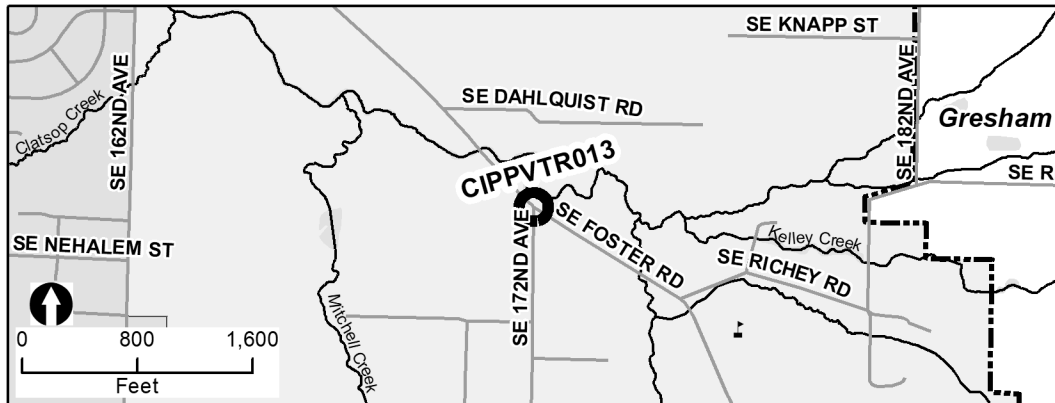 SE KNAPP ST
SE 162ND AVE
SE 182ND AVE
Clatsop Creek
SE DAHLQUIST RD
Gresham
CIPPVTR013
SE R
SE NEHALEM ST
SE 172ND AVE
SE FOSTER RD
Kelley Creek
SE RICHEY RD
Mitchell Creek
0 800 1,600
Feet